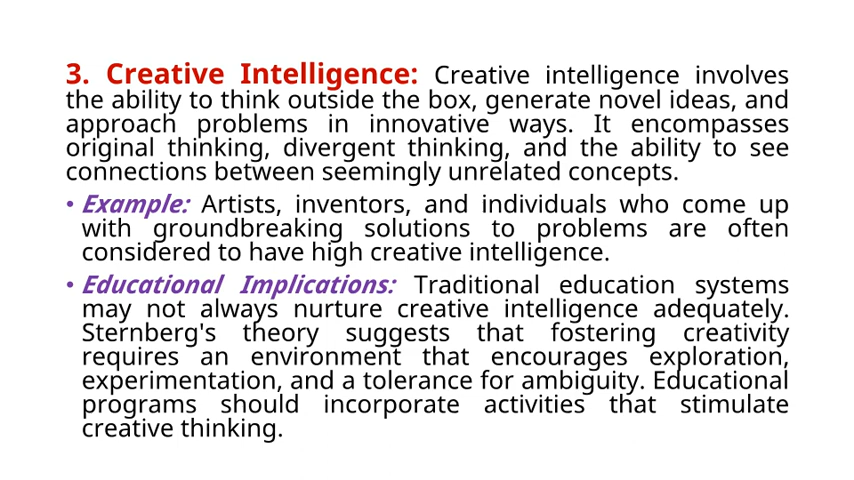 3. Creative Intelligence: Creative intelligence involves
the ability to think outside the box, generate novel ideas, and
approach problems in innovative ways. It encompasses
original thinking, divergent thinking, and the ability to see
connections between seemingly unrelated concepts.
• Example: Artists, inventors, and individuals who come up
with groundbreaking solutions to problems are often
considered to have high creative intelligence.
• Educational Implications: Traditional education systems
may not always nurture creative intelligence adequately.
Sternberg's theory suggests that fostering creativity
requires an environment that encourages exploration,
experimentation, and a tolerance for ambiguity. Educational
programs should incorporate activities that stimulate
creative thinking.